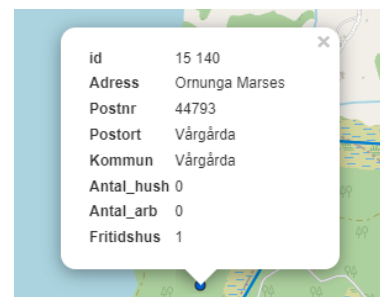 ×
id 15 140
Adress Ornunga Marses
Postnr 44793
Postort Vårgårda
Kommun Vårgårda
Antal_hush 0
Antal_arb 0
Fritidshus 1